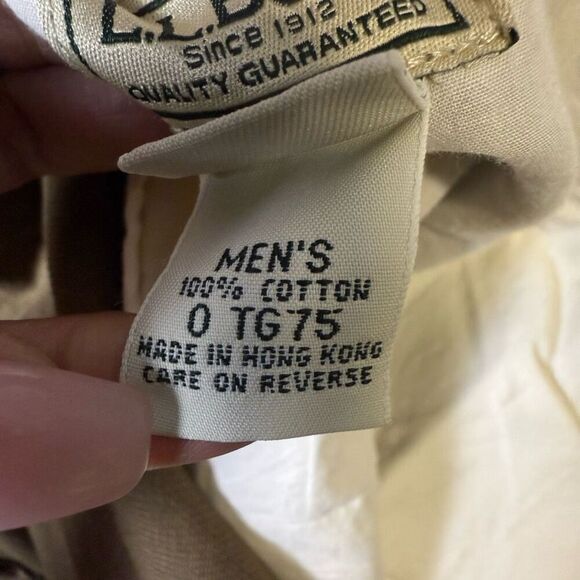 Since 1912
QUALITY GUARANTEED
MEN'S
100% COTTON
0 TG75
MADE IN HONG KONG
CARE ON REVERSE